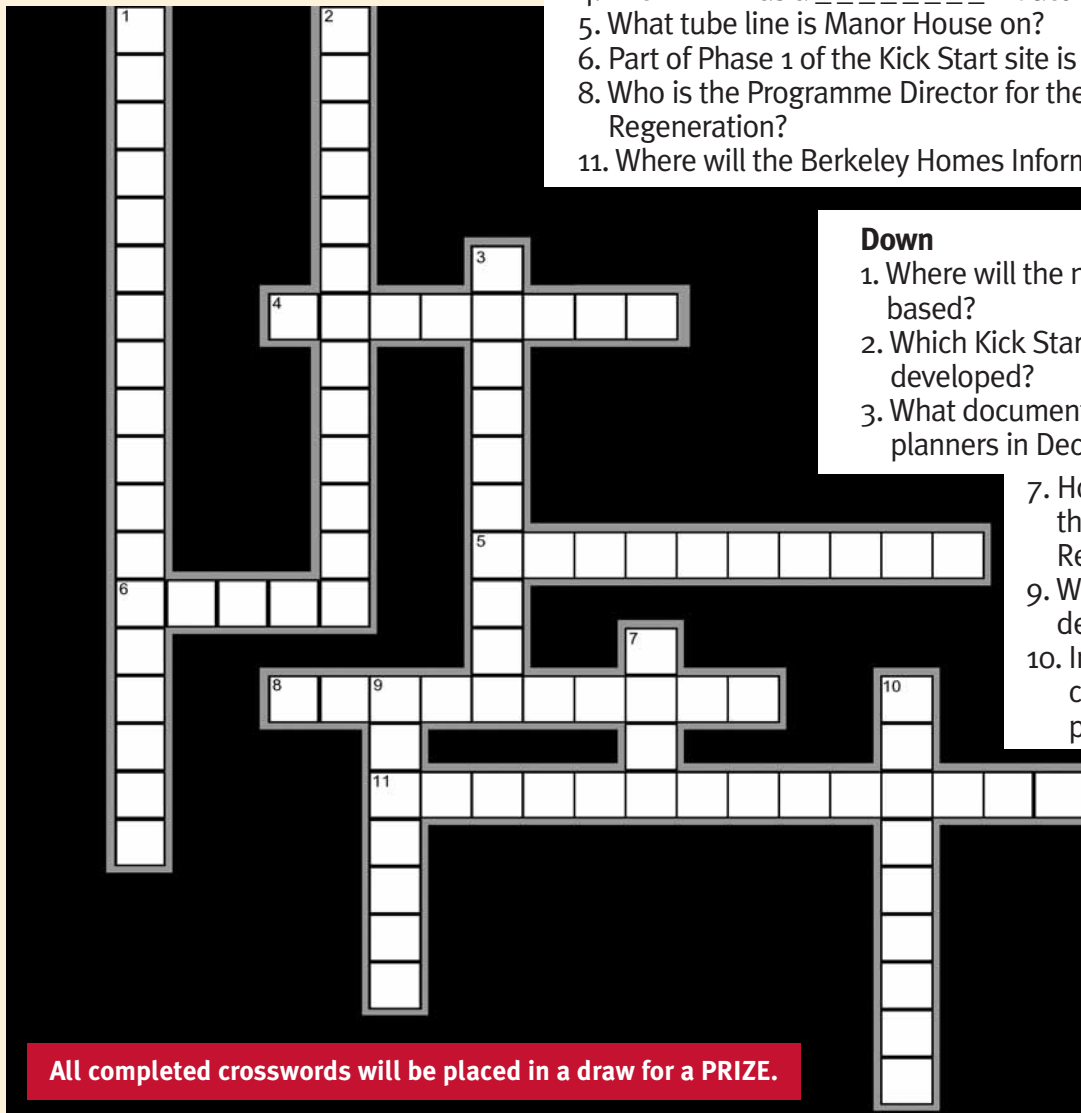 5. What tube line is Manor House on?
6. Part of Phase 1 of the Kick Start site is
8. Who is the Programme Director for the
Regeneration?
11. Where will the Berkeley Homes Inform
Down
1. Where will the n
based?
2. Which Kick Star
developed?
3. What document
planners in Dec
7. Ho
th
Re
9. W
de
10. In
c
p
1
2
3
4
5
6
7
8
9
10
11
All completed crosswords will be placed in a draw for a PRIZE.